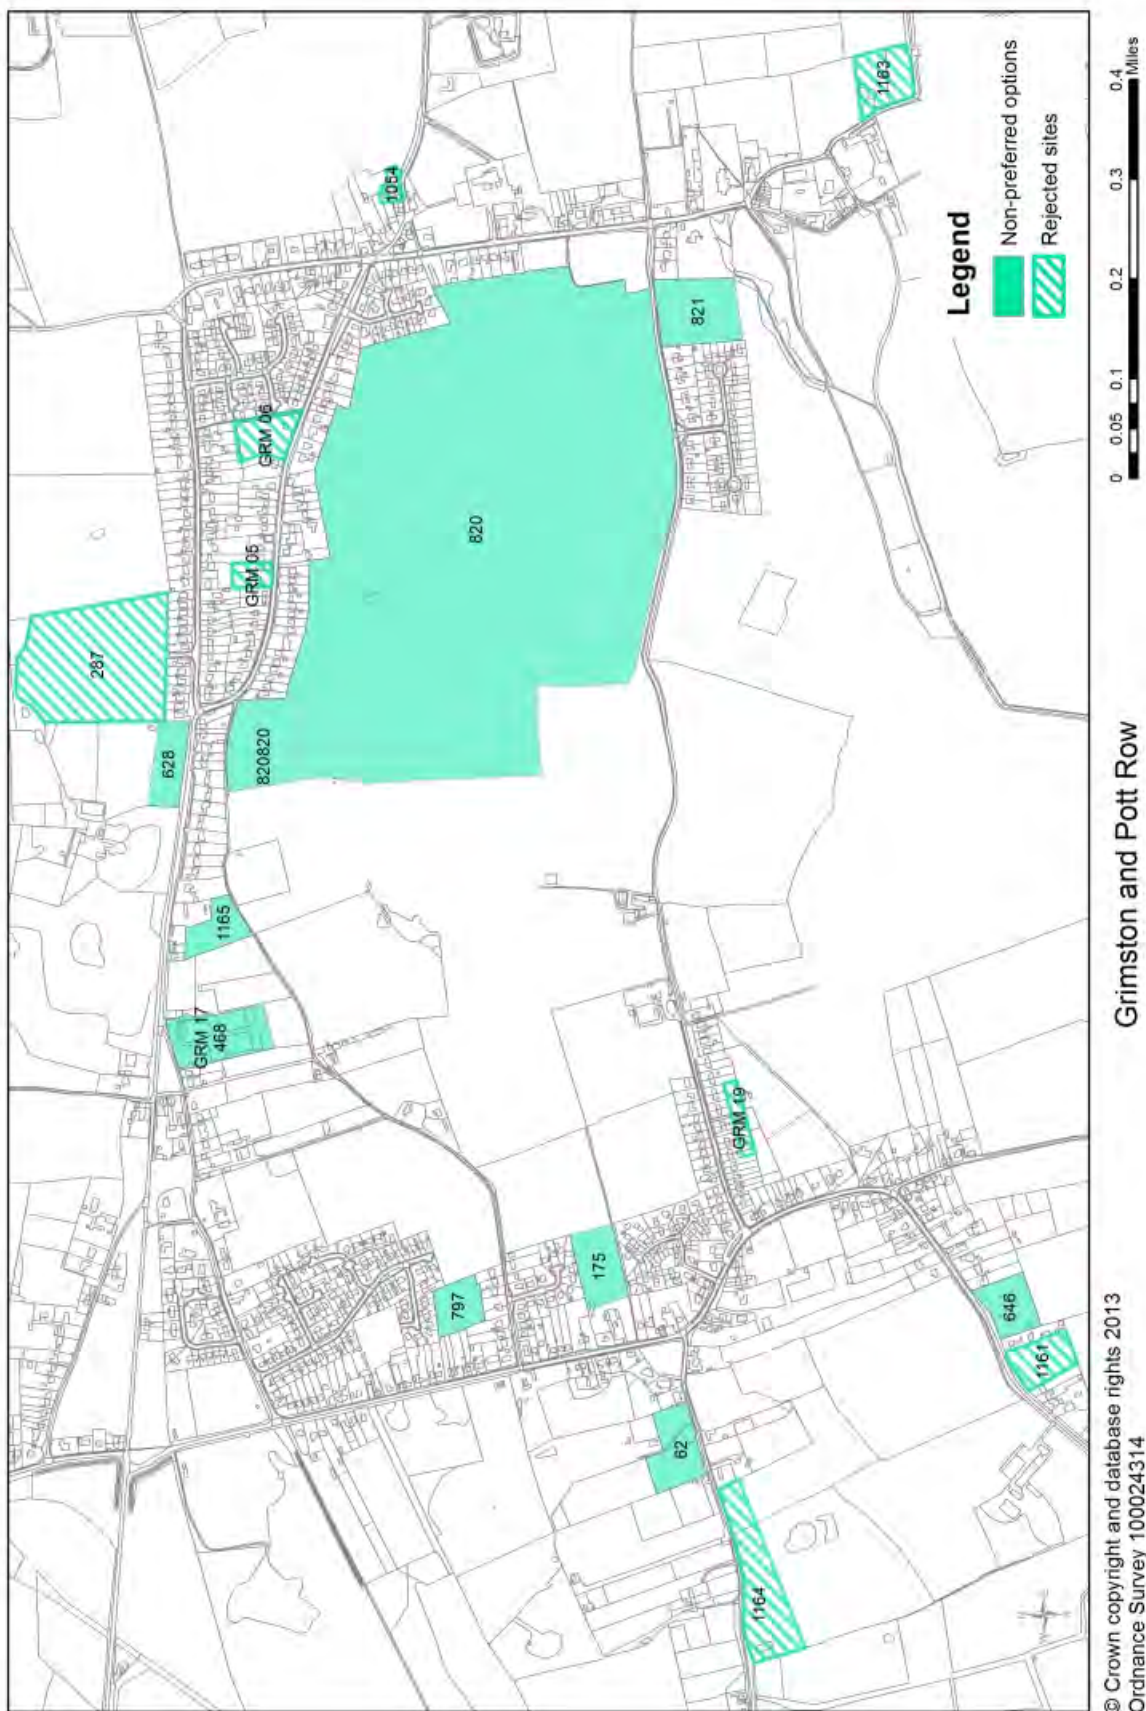 1183
1054
Legend
Non-preferred options
Rejected sites
821
GRM 06
820
GRM 05
287
628
820820
1165
GRM 17
468
GRM 19
175
797
646
1161
62
1164
0 0.05 0.1 0.2 0.3 0.4
Miles
Grimston and Pott Row
© Crown copyright and database rights 2013
Ordnance Survey 100024314